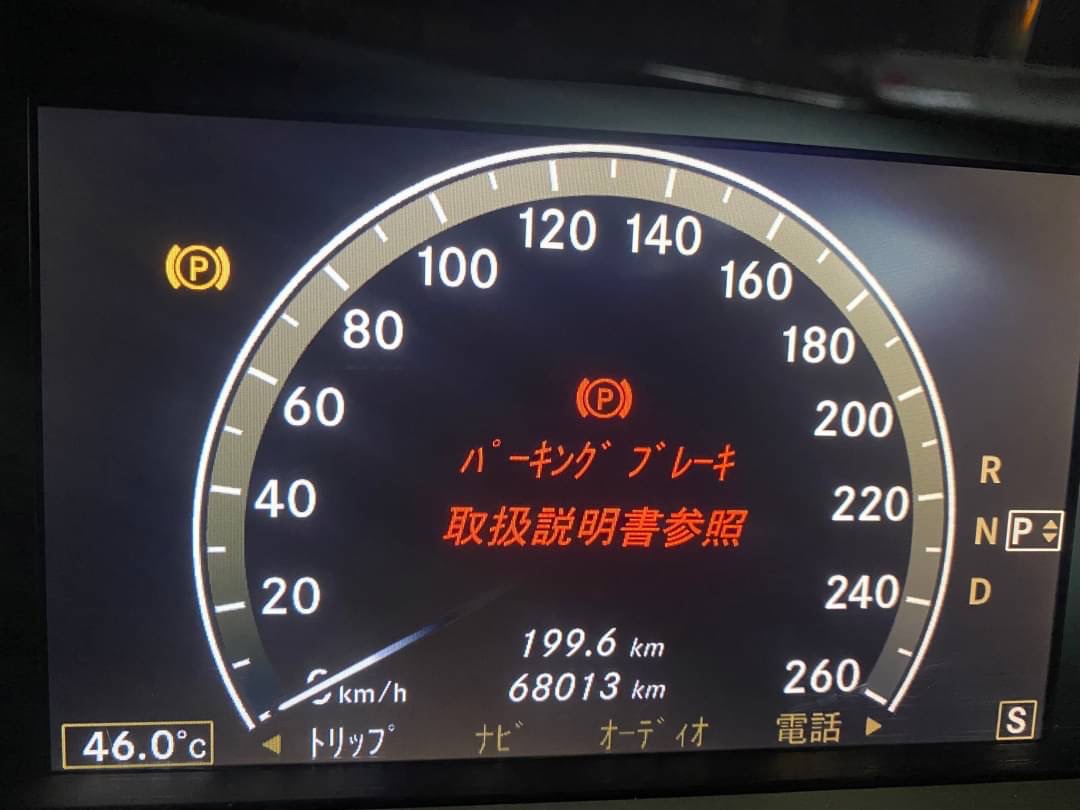 120 140
100 160
80 180
60 200
40 220
20 240
0 260
km/h
P
P
パーキング ブレーキ
取扱説明書参照
R
N P
D
199.6 km
68013 km
46.0°C
トリップ ナビ オーディオ 電話
S